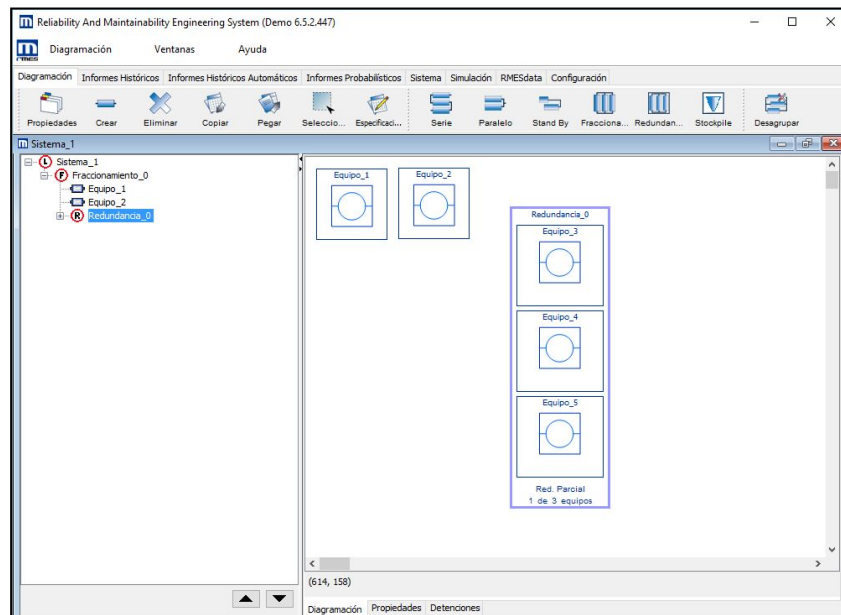 Reliability And Maintainability Engineering System (Demo 6.5.2.447)
RMES Diagramación Ventanas Ayuda
Diagramación Informes Históricos Informes Históricos Automáticos Informes Probabilísticos Sistema Simulación RMESdata Configuración
Propiedades Crear Eliminar Copiar Pegar Seleccio... Especificaci... Serie Paralelo Stand By Fracciona... Redundan... Stockpile Desagrupar
Sistema_1
L Sistema_1
F Fraccionamiento_0
Equipo_1
Equipo_2
R Redundancia_0
Equipo_1
Equipo_2
Redundancia_0
Equipo_3
Equipo_4
Equipo_5
Red. Parcial
1 de 3 equipos
(614, 158)
Diagramación Propiedades Detenciones